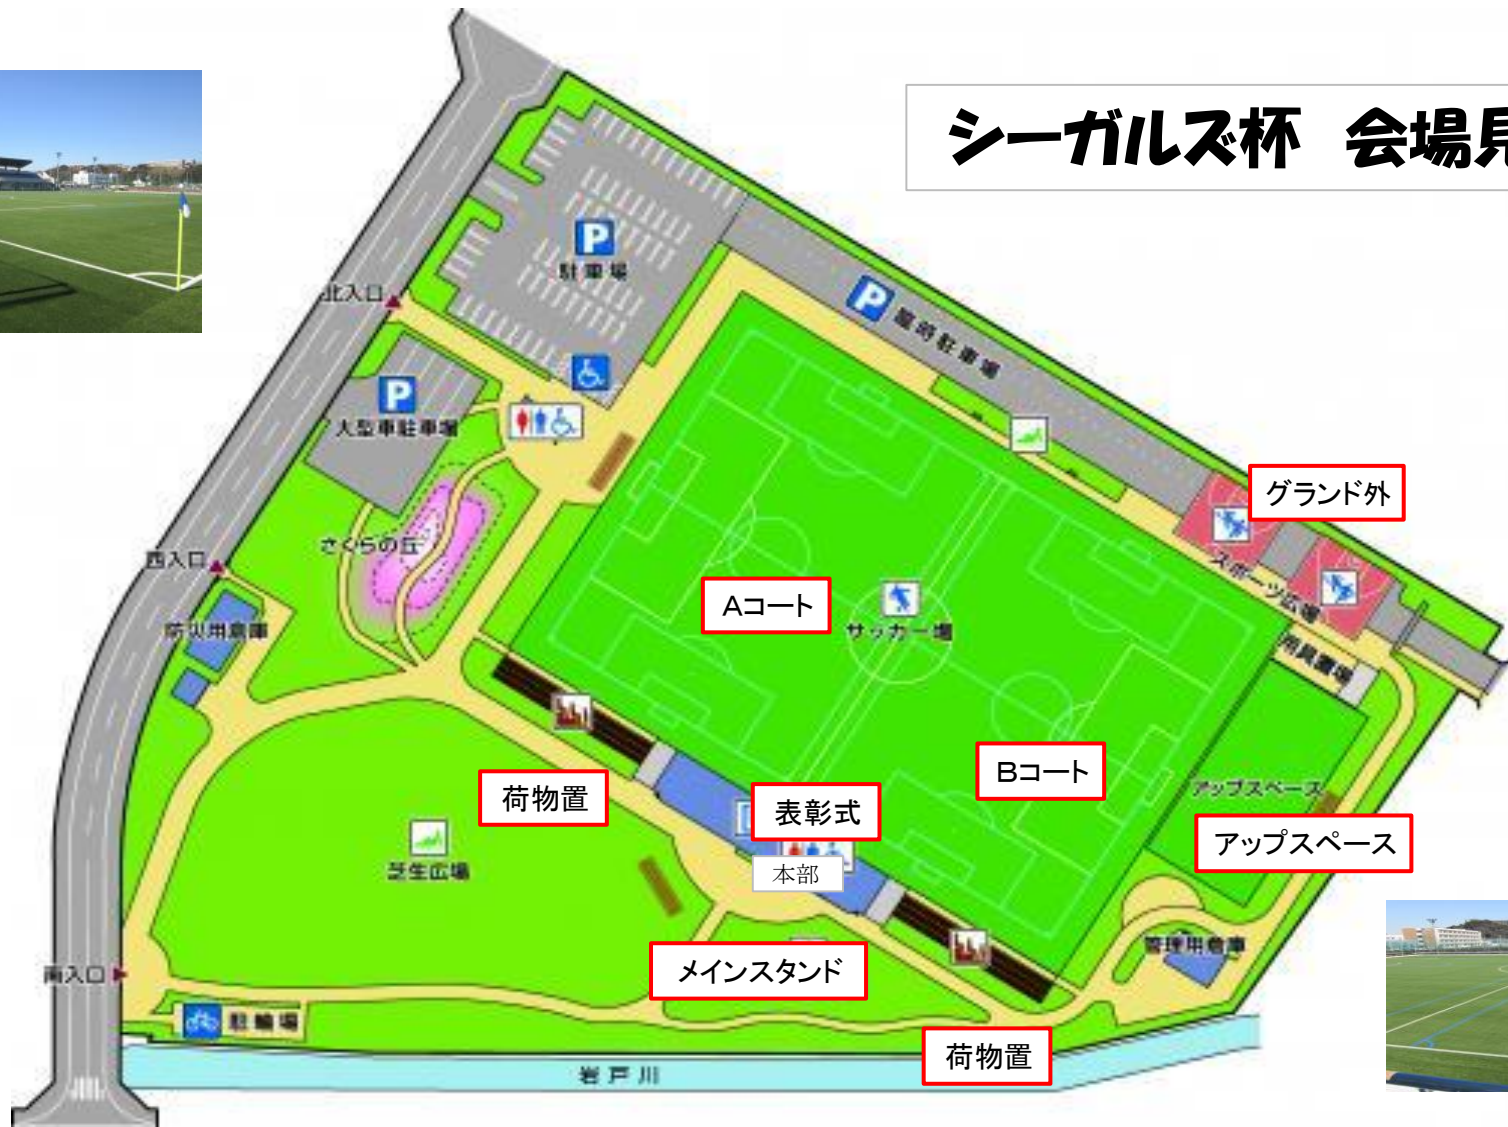 シーガルズ杯 会場見
P
駐車場
北入口
P
臨時駐車場
P
大型車駐車場
グランド外
さくらの丘
西入口
スポーツ広場
防災用倉庫
Aコート
サッカー場
用具置場
Bコート
荷物置
表彰式
アップスペース
アップスペース
芝生広場
本部
管理用倉庫
メインスタンド
南入口
駐輪場
荷物置
岩戸川